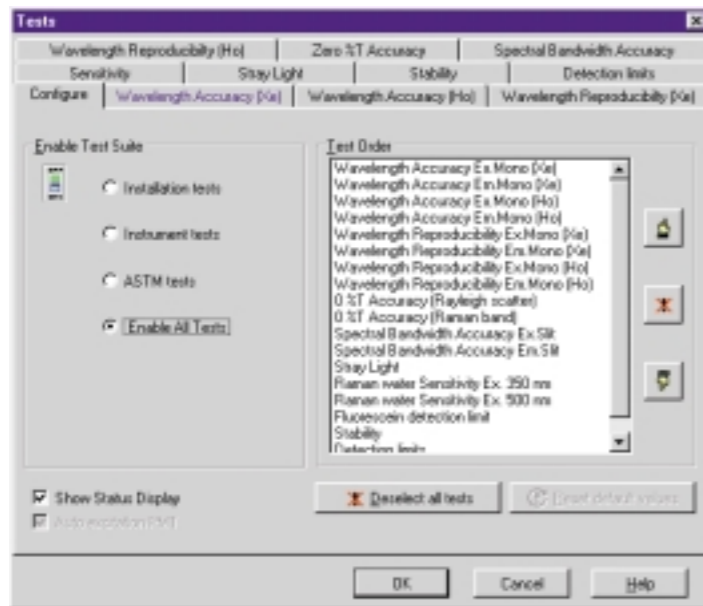 Tests
Wavelength Reproducibilty (Ho)
Zero %T Accuracy
Spectral Bandwidth Accuracy
Sensitivity
Stray Light
Stability
Detection limits
Configure
Wavelength Accuracy (Xe)
Wavelength Accuracy (Ho)
Wavelength Reproducibilty (Xe)
Enable Test Suite
Installation tests
Instrument tests
ASTM tests
Enable All Tests
Test Order
Wavelength Accuracy Ex.Mono (Xe)
Wavelength Accuracy Em.Mono (Xe)
Wavelength Accuracy Ex.Mono (Ho)
Wavelength Accuracy Em.Mono (Ho)
Wavelength Reproducibility Ex.Mono (Xe)
Wavelength Reproducibility Em.Mono (Xe)
Wavelength Reproducibility Ex.Mono (Ho)
Wavelength Reproducibility Em.Mono (Ho)
0 %T Accuracy (Rayleigh scatter)
0 %T Accuracy (Raman band)
Spectral Bandwidth Accuracy Ex.Slit
Spectral Bandwidth Accuracy Em.Slit
Stray Light
Raman water Sensitivity Ex. 350 nm
Raman water Sensitivity Ex. 500 nm
Fluorescein detection limit
Stability
Detection limits
Show Status Display
Auto excitation PMT
Deselect all tests
Reset default values
OK
Cancel
Help